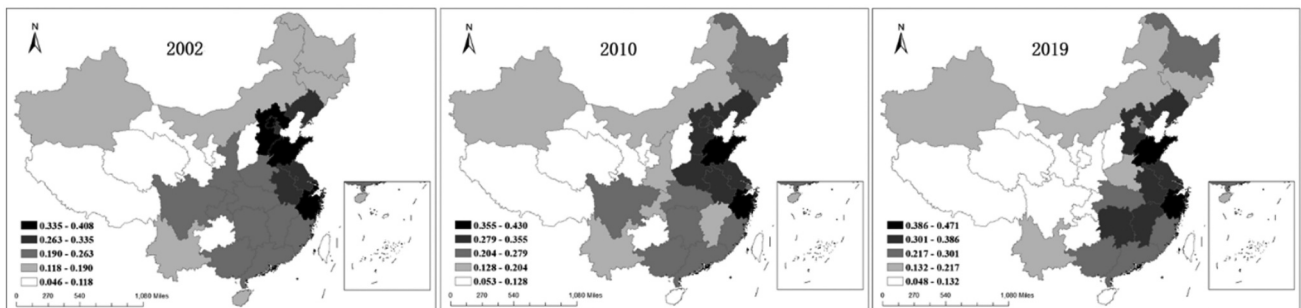 N
2002
0.335 - 0.408
0.263 - 0.335
0.190 - 0.263
0.118 - 0.190
0.046 - 0.118
0 270 540 1,080 Miles
N
2010
0.355 - 0.430
0.279 - 0.355
0.204 - 0.279
0.128 - 0.204
0.053 - 0.128
0 270 540 1,080 Miles
N
2019
0.386 - 0.471
0.301 - 0.386
0.217 - 0.301
0.132 - 0.217
0.048 - 0.132
0 270 540 1,080 Miles